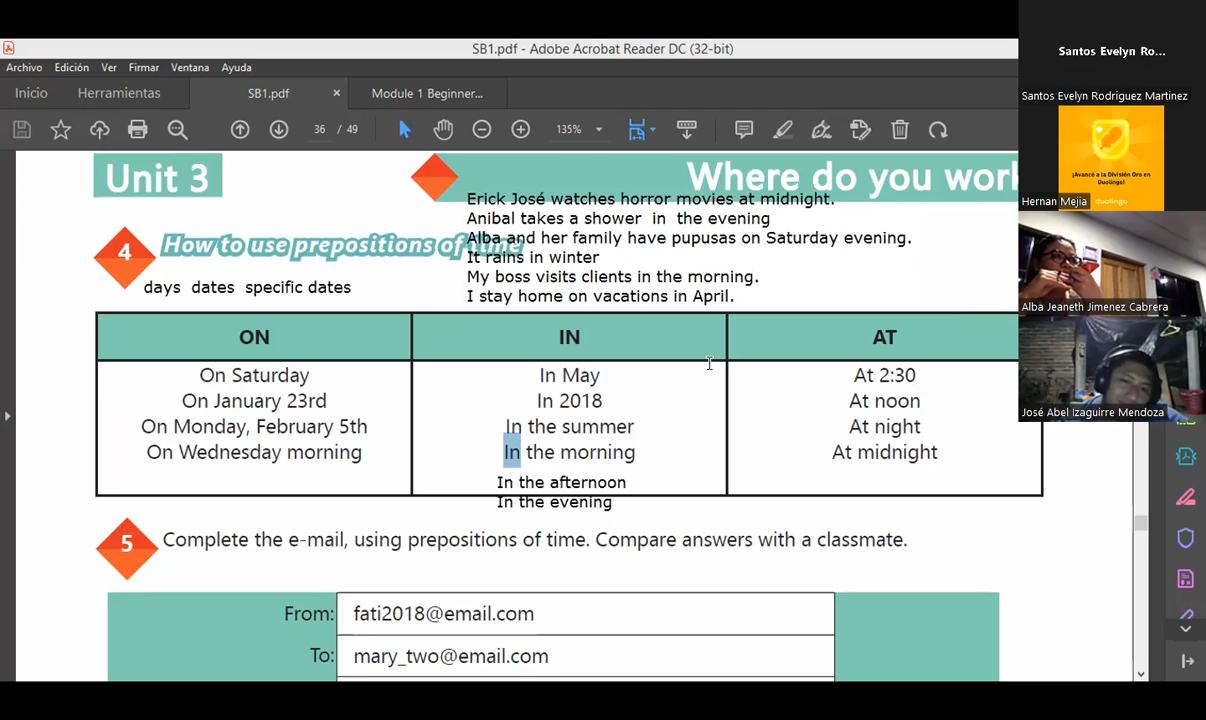 Santos Evelyn Ro...
SB1.pdf - Adobe Acrobat Reader DC (32-bit)
Archivo Edición Ver Firmar Ventana Ayuda
Inicio Herramientas SB1.pdf × Module 1 Beginner...
36 / 49 135%
Santos Evelyn Rodriguez Martinez
¡Avancé a la División Oro en Duolingo!
duolingo
Hernan Mejia
Alba Jeaneth Jimenez Cabrera
José Abel Izaguirre Mendoza
Unit 3
Where do you work
Erick José watches horror movies at midnight.
Anibal takes a shower in the evening
4 How to use prepositions of time
Alba and her family have pupusas on Saturday evening.
It rains in winter
My boss visits clients in the morning.
I stay home on vacations in April.
days dates specific dates
ON IN AT
On Saturday In May At 2:30
On January 23rd In 2018 At noon
On Monday, February 5th In the summer At night
On Wednesday morning In the morning At midnight
In the afternoon
In the evening
5 Complete the e-mail, using prepositions of time. Compare answers with a classmate.
From: fati2018@email.com
To: mary_two@email.com